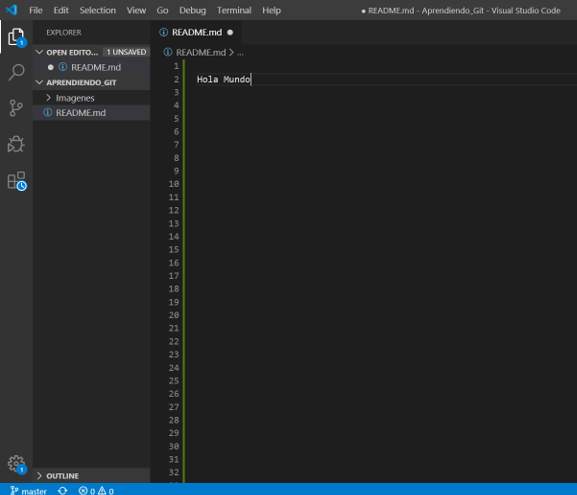 File Edit Selection View Go Debug Terminal Help ● README.md - Aprendiendo_Git - Visual Studio Code
EXPLORER
README.md ●
OPEN EDITO... 1 UNSAVED
● README.md
APRENDIENDO_GIT
Imagenes
README.md
README.md > ...
1
2 Hola Mundo
3
4
5
6
7
8
9
10
11
12
13
14
15
16
17
18
19
20
21
22
23
24
25
26
27
28
29
30
31
32
1
1
OUTLINE
master 0 0